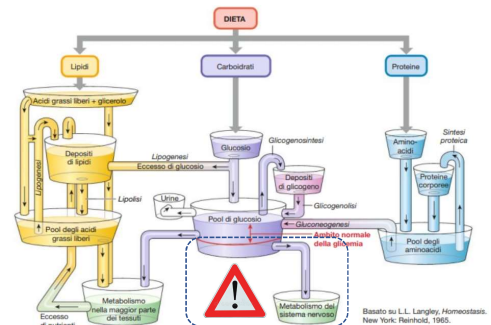 DIETA
Lipidi
Carboidrati
Proteine
Acidi grassi liberi + glicerolo
Lipogenesi
Depositi
di lipidi
Lipogenesi
Eccesso di glucosio
Lipolisi
Pool degli acidi
grassi liberi
Glucosio
Glicogenosintesi
Depositi
di glicogeno
Urine
Glicogenolisi
Pool di glucosio
Gluconeogenesi
Ambito normale
della glicemia
Amino-
acidi
Sintesi
proteica
Proteine
corporee
Pool degli
aminoacidi
Metabolismo
nella maggior parte
dei tessuti
Metabolismo del
sistema nervoso
Eccesso
di nutrienti
Basato su L.L. Langley, Homeostasis.
New York: Reinhold, 1965.